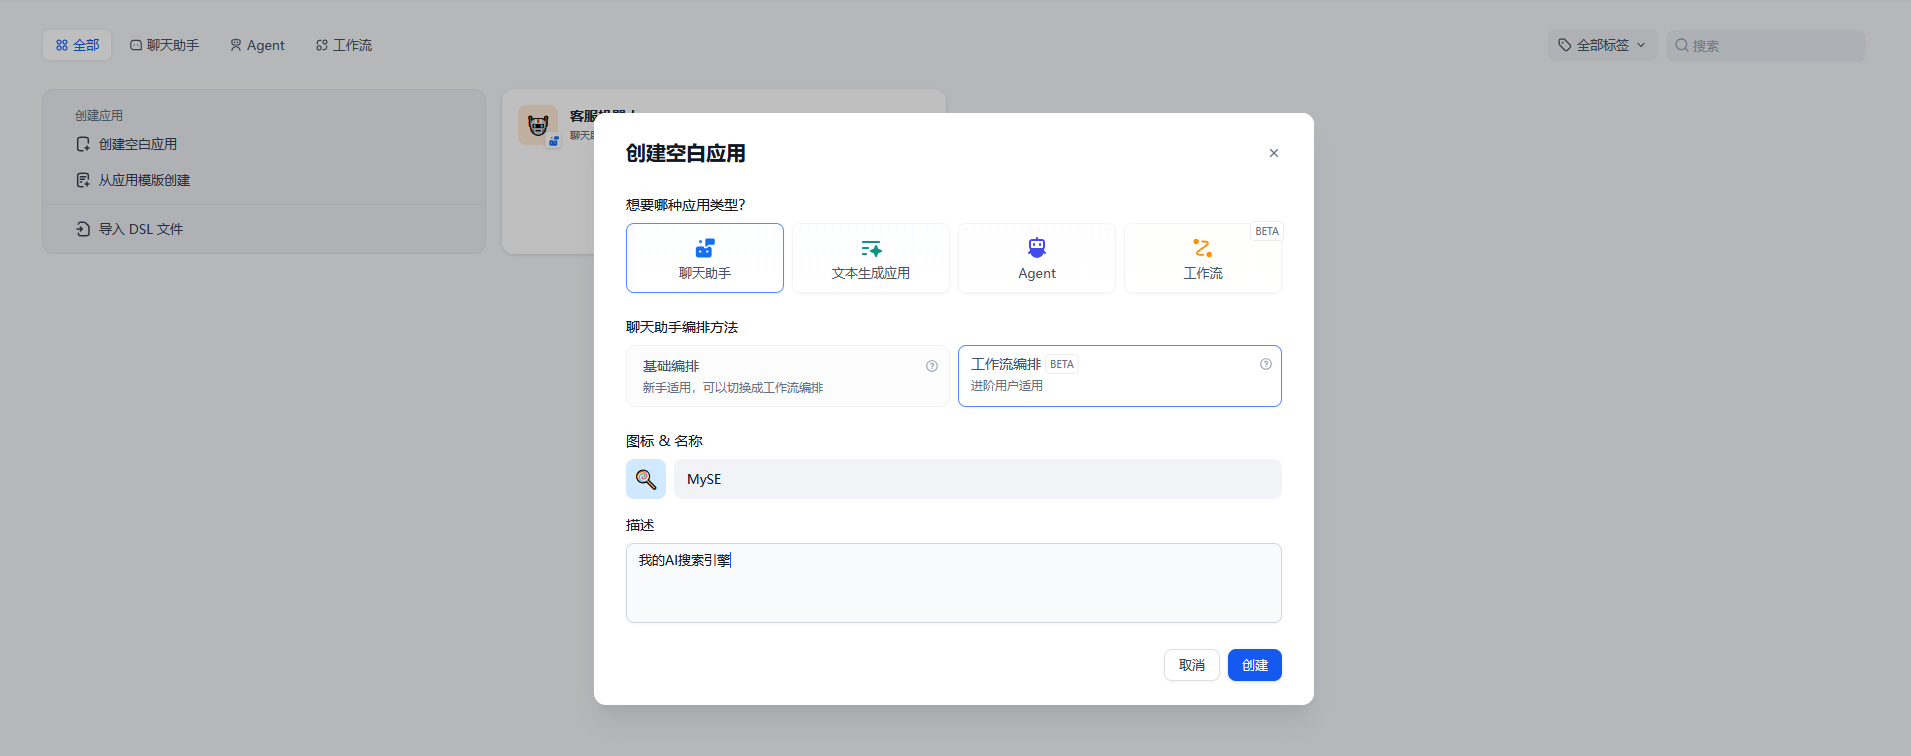 全部
聊天助手
Agent
工作流
全部标签
搜索
创建应用
创建空白应用
从应用模版创建
导入 DSL 文件
创建空白应用
想要哪种应用类型?
聊天助手
文本生成应用
Agent
工作流
BETA
聊天助手编排方法
基础编排
新手适用，可以切换成工作流编排
工作流编排 BETA
进阶用户适用
图标 & 名称
MySE
描述
我的AI搜索引擎
取消
创建